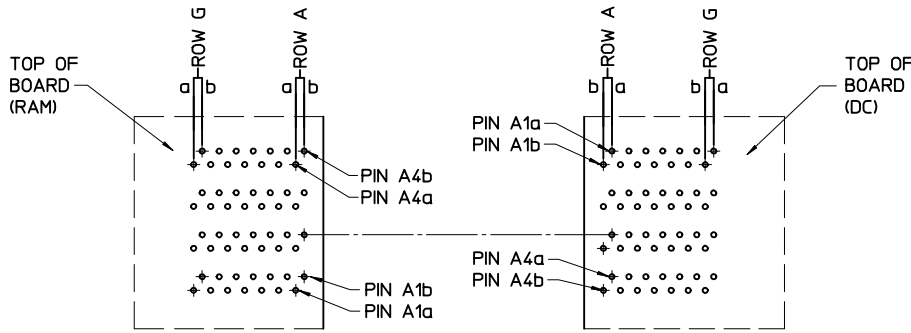 ROW G
ROW A
ROW A
ROW G
TOP OF
BOARD
(RAM)
a b
a b
b a
b a
TOP OF
BOARD
(DC)
PIN A1a
PIN A1b
PIN A4b
PIN A4a
PIN A4a
PIN A4b
PIN A1b
PIN A1a